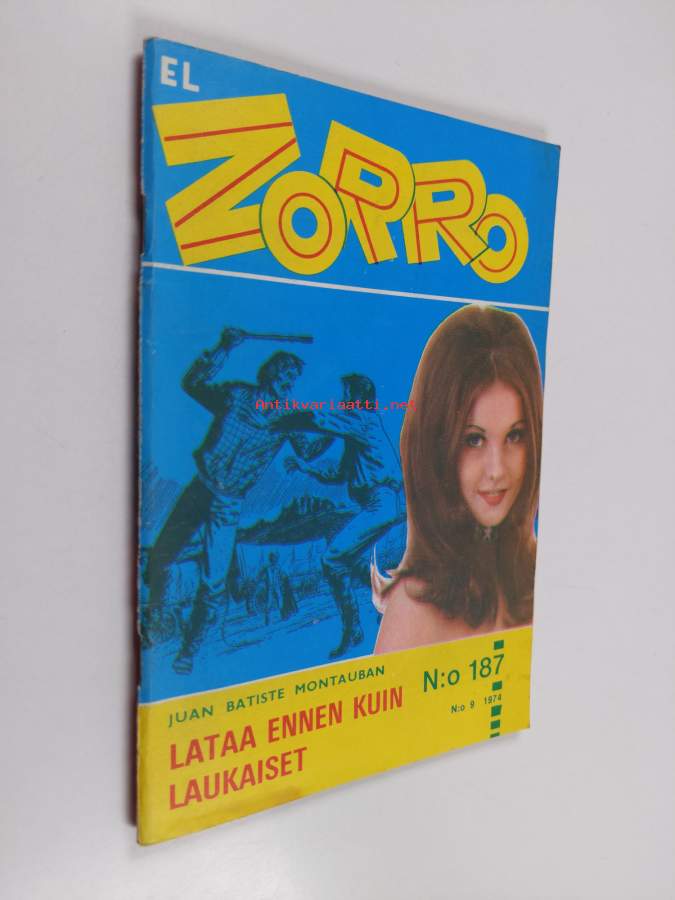 EL
ZORRO
Antikvariaatti.net
JUAN BATISTE MONTAUBAN
N:o 187
N:o 9 1974
LATAA ENNEN KUIN
LAUKAISET